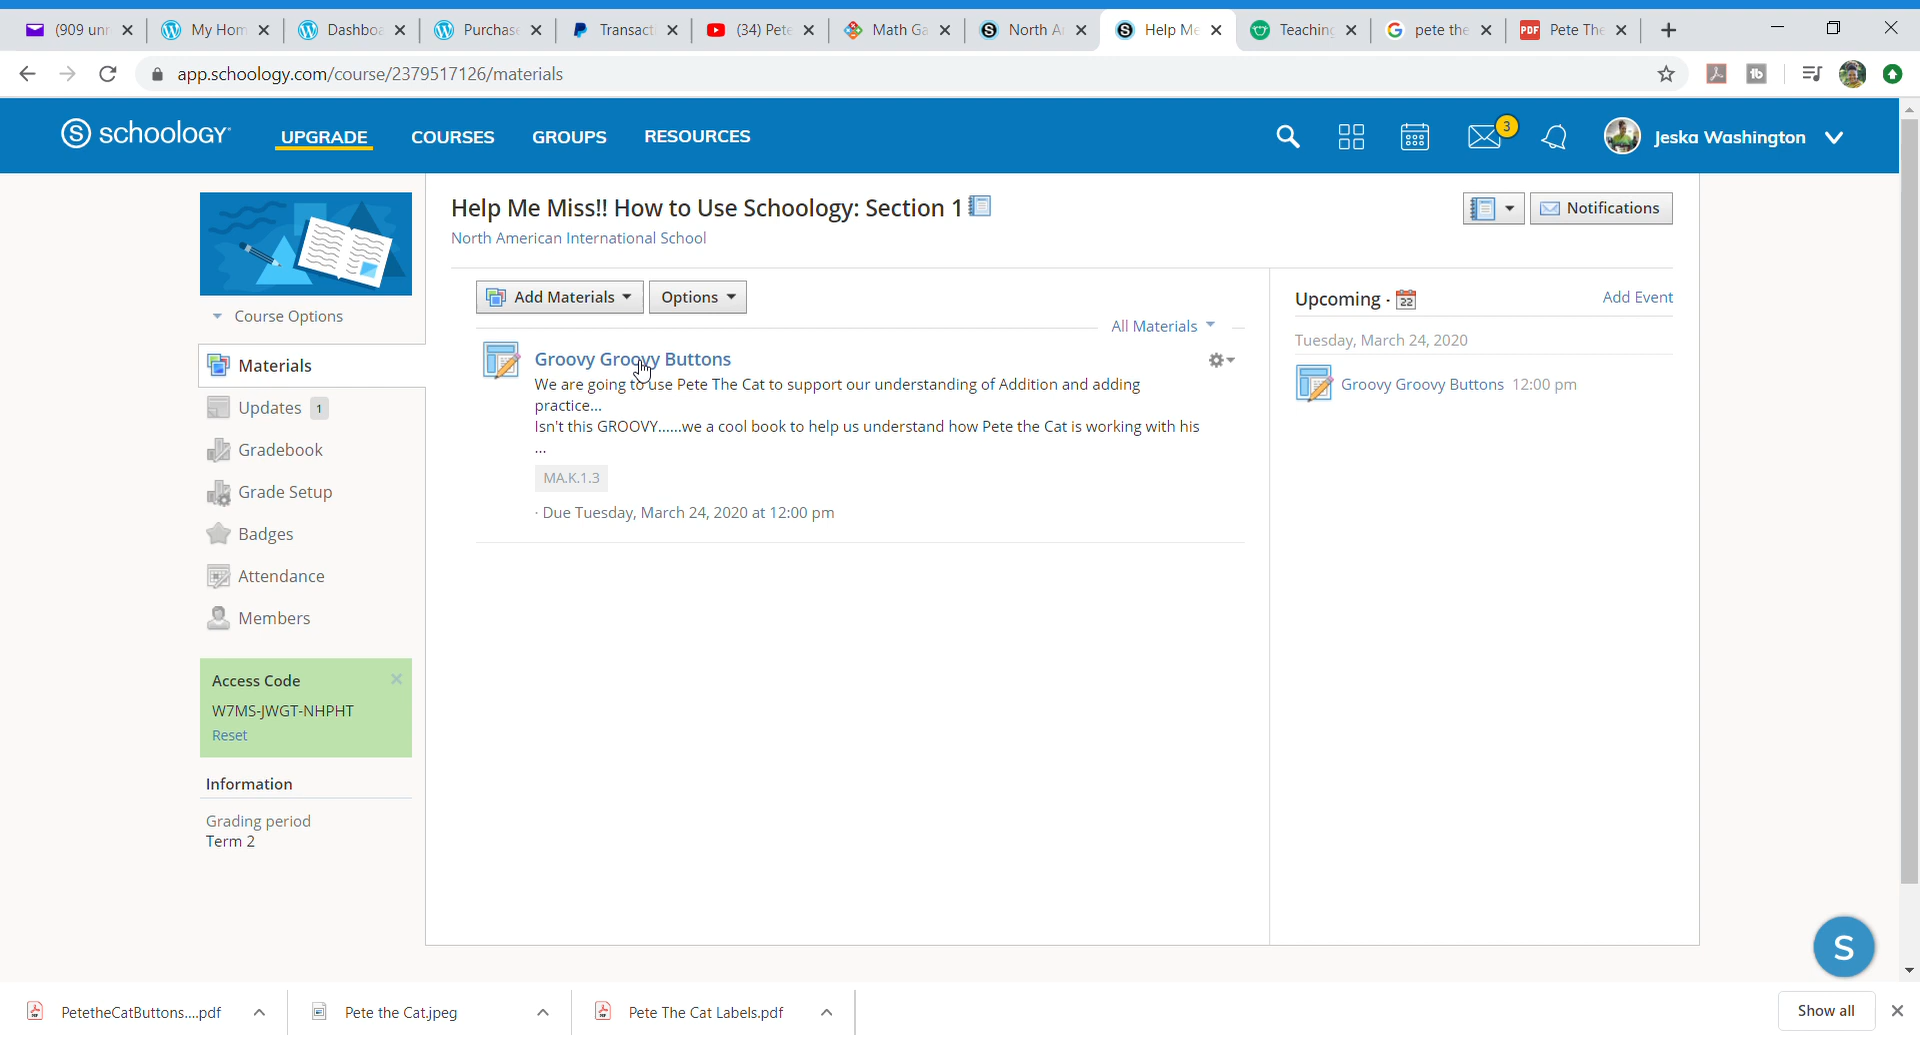 (909 unr
My Hom
Dashboa
Purchase
Transacti
(34) Pete
Math Ga
North A
Help Me
Teaching
pete the
Pete The
app.schoology.com/course/2379517126/materials
schoology
UPGRADE
COURSES
GROUPS
RESOURCES
3
Jeska Washington
Help Me Miss!! How to Use Schoology: Section 1
North American International School
Notifications
Course Options
Materials
Updates 1
Gradebook
Grade Setup
Badges
Attendance
Members
Access Code
W7MS-JWGT-NHPHT
Reset
Information
Grading period
Term 2
Add Materials
Options
All Materials
Groovy Groovy Buttons
We are going to use Pete The Cat to support our understanding of Addition and adding
practice...
Isn't this GROOVY......we a cool book to help us understand how Pete the Cat is working with his
...
MA.K.1.3
· Due Tuesday, March 24, 2020 at 12:00 pm
Upcoming · 22
Add Event
Tuesday, March 24, 2020
Groovy Groovy Buttons 12:00 pm
S
PetetheCatButtons....pdf
Pete the Cat.jpeg
Pete The Cat Labels.pdf
Show all